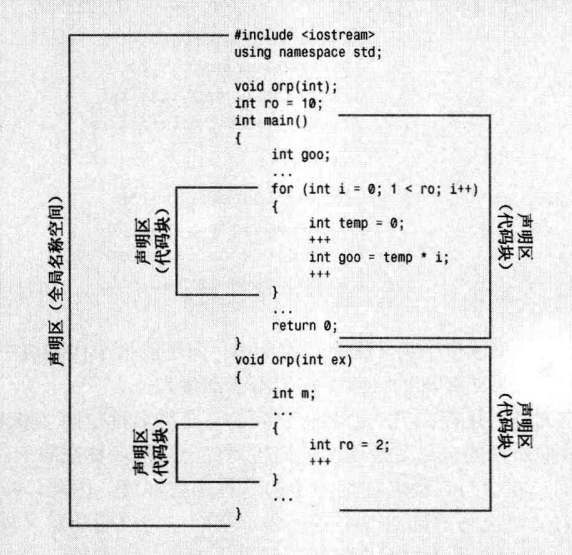 #include <iostream>
using namespace std;
void orp(int);
int ro = 10;
int main()
{
int goo;
...
for (int i = 0; 1 < ro; i++)
{
int temp = 0;
+++
int goo = temp * i;
+++
}
...
return 0;
}
void orp(int ex)
{
int m;
...
{
int ro = 2;
+++
}
...
}
声明区（全局名称空间）
声明区
（代码块）
声明区
（代码块）
声明区
（代码块）
声明区
（代码块）